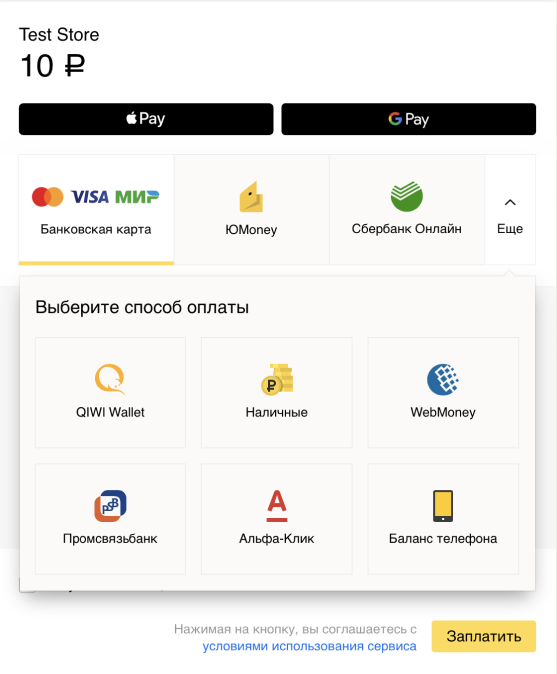 Test Store
10 ₽
Pay
G Pay
VISA МИР
Банковская карта
ЮMoney
Сбербанк Онлайн
Еще
Выберите способ оплаты
QIWI Wallet
₽
Наличные
WebMoney
PSB
Промсвязьбанк
А
Альфа-Клик
Баланс телефона
Нажимая на кнопку, вы соглашаетесь с
условиями использования сервиса
Заплатить